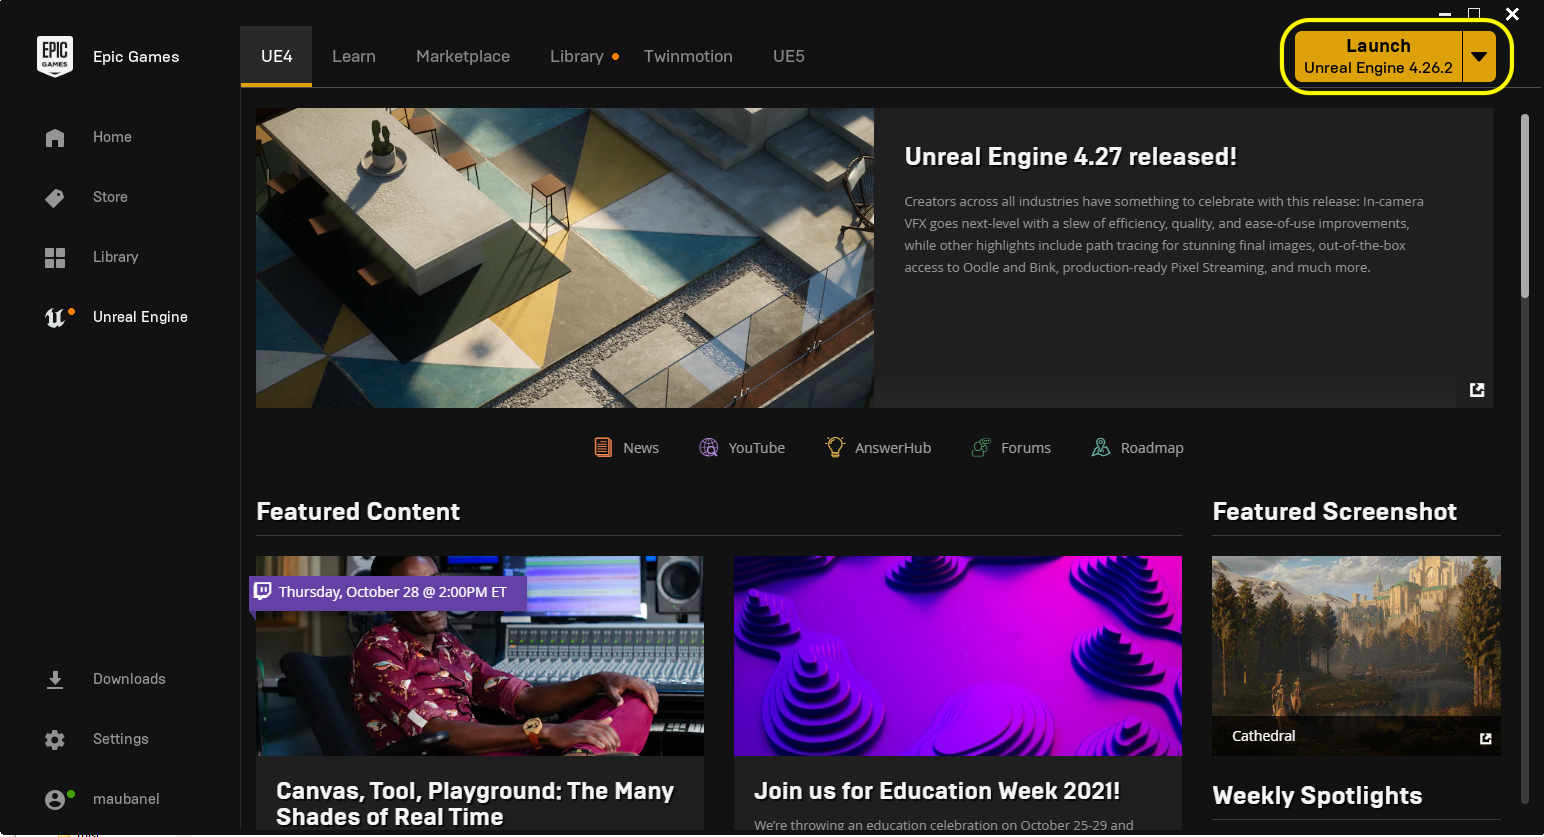 EPIC
GAMES
Epic Games
UE4
Learn
Marketplace
Library
Twinmotion
UE5
Launch
Unreal Engine 4.26.2
Home
Store
Library
Unreal Engine
Downloads
Settings
maubanel
Unreal Engine 4.27 released!
Creators across all industries have something to celebrate with this release: In-camera
VFX goes next-level with a slew of efficiency, quality, and ease-of-use improvements,
while other highlights include path tracing for stunning final images, out-of-the-box
access to Oodle and Bink, production-ready Pixel Streaming, and much more.
News
YouTube
AnswerHub
Forums
Roadmap
Featured Content
Thursday, October 28 @ 2:00PM ET
Canvas, Tool, Playground: The Many
Shades of Real Time
Join us for Education Week 2021!
We're throwing an education celebration on October 25-29 and
Featured Screenshot
Cathedral
Weekly Spotlights